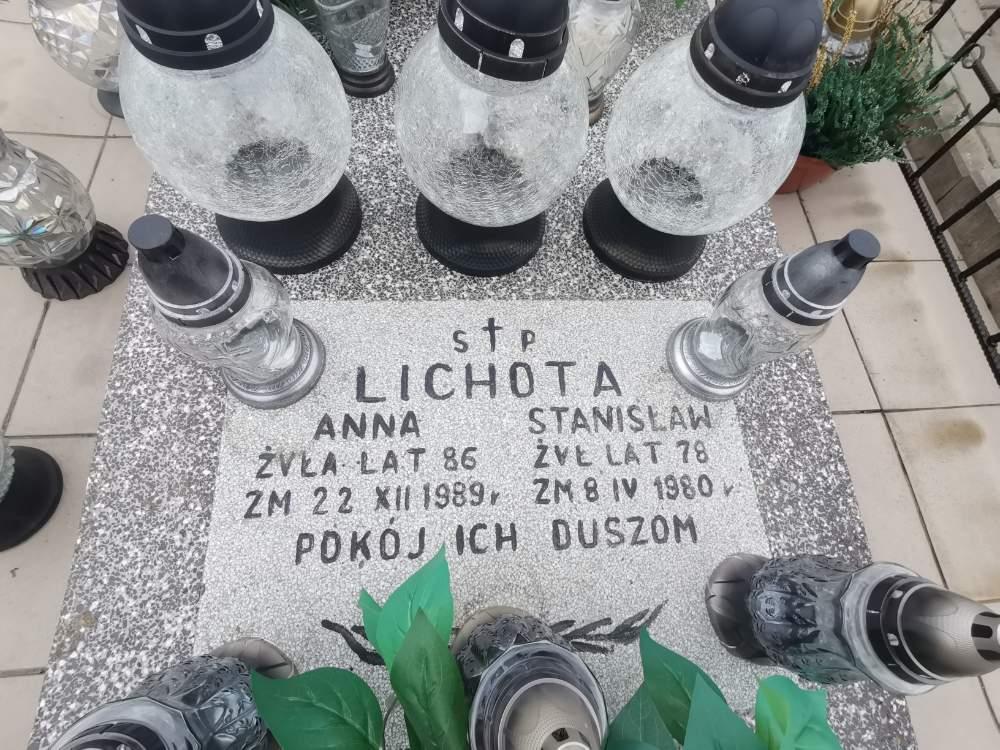 S † P
LICHOTA
ANNA STANISŁAW
ŻYŁA LAT 86 ŻYŁ LAT 78
ZM 22 XII 1989 r ZM 8 IV 1980 r
POKÓJ ICH DUSZOM